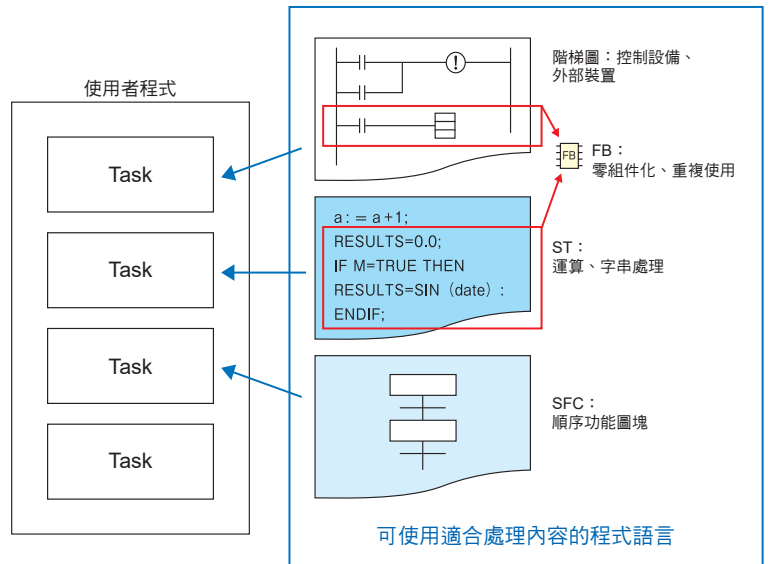 使用者程式
Task
Task
Task
Task
階梯圖：控制設備、
外部裝置
FB
FB：
零組件化、重複使用
a：= a+1;
RESULTS=0.0;
IF M=TRUE THEN
RESULTS=SIN（date）:
ENDIF;
ST：
運算、字串處理
SFC：
順序功能圖塊
可使用適合處理內容的程式語言